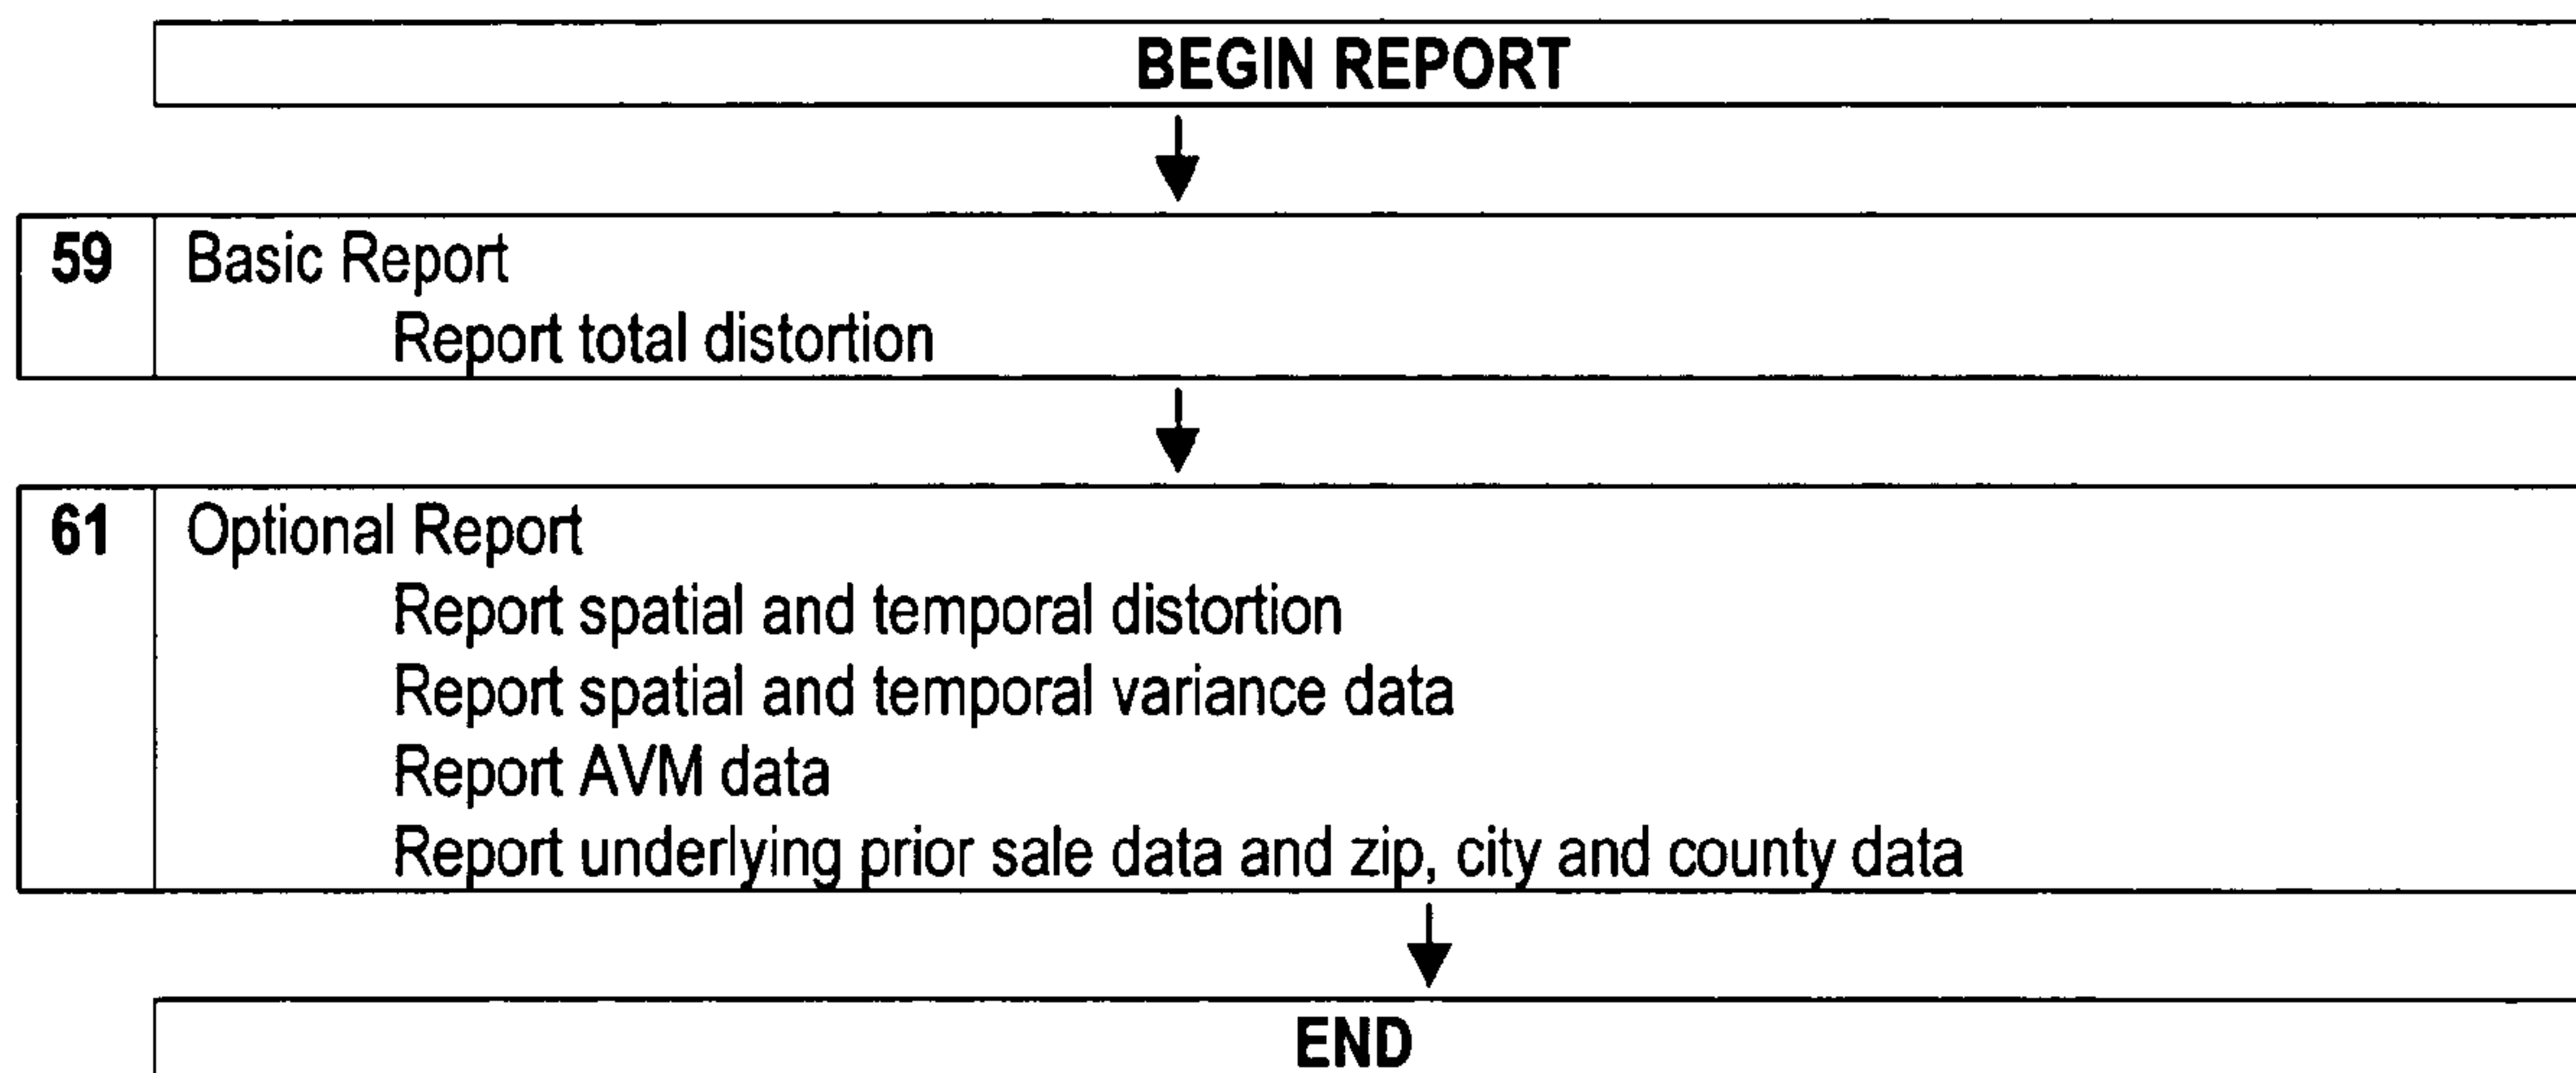 BEGIN REPORT
59 Basic Report
Report total distortion
61 Optional Report
Report spatial and temporal distortion
Report spatial and temporal variance data
Report AVM data
Report underlying prior sale data and zip, city and county data
END